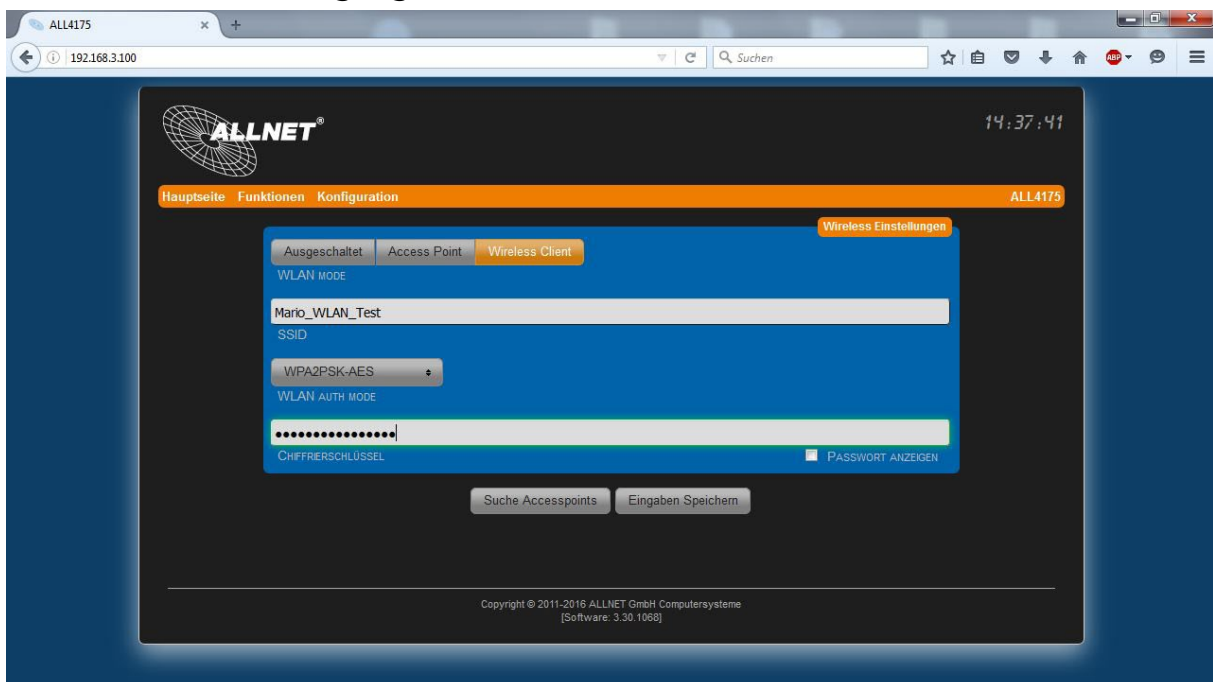 ALL4175
192.168.3.100
Suchen
ABP
ALLNET®
14:37:41
Hauptseite Funktionen Konfiguration
ALL4175
Wireless Einstellungen
Ausgeschaltet Access Point Wireless Client
WLAN MODE
Mario_WLAN_Test
SSID
WPA2PSK-AES
WLAN AUTH MODE
••••••••••••••••
CHIFFRIERSCHLÜSSEL
PASSWORT ANZEIGEN
Suche Accesspoints Eingaben Speichern
Copyright © 2011-2016 ALLNET GmbH Computersysteme
[Software: 3.30.1068]